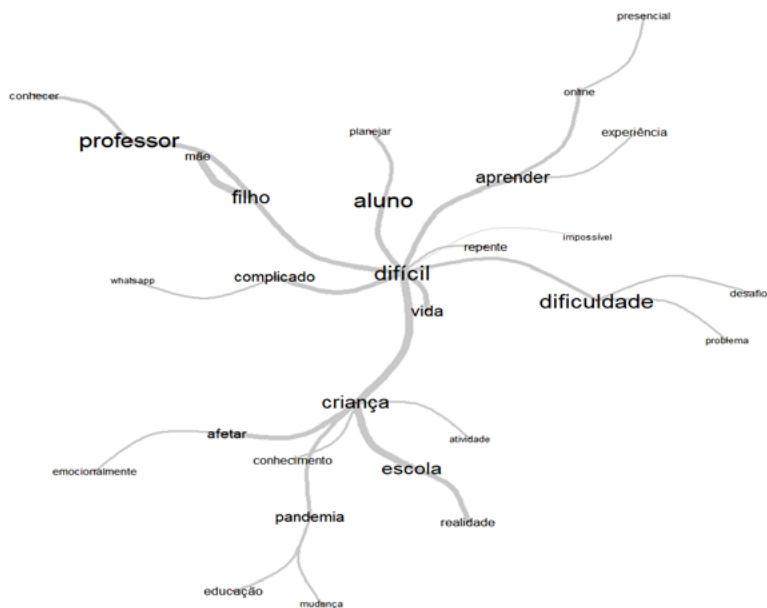 presencial
online
conhecer
planejar
experiência
professor
mãe
aprender
filho
aluno
impossível
repente
difícil
complicado
whatsapp
desafio
dificuldade
vida
problema
criança
afetar
atividade
conhecimento
escola
emocionalmente
pandemia
realidade
educação
mudança